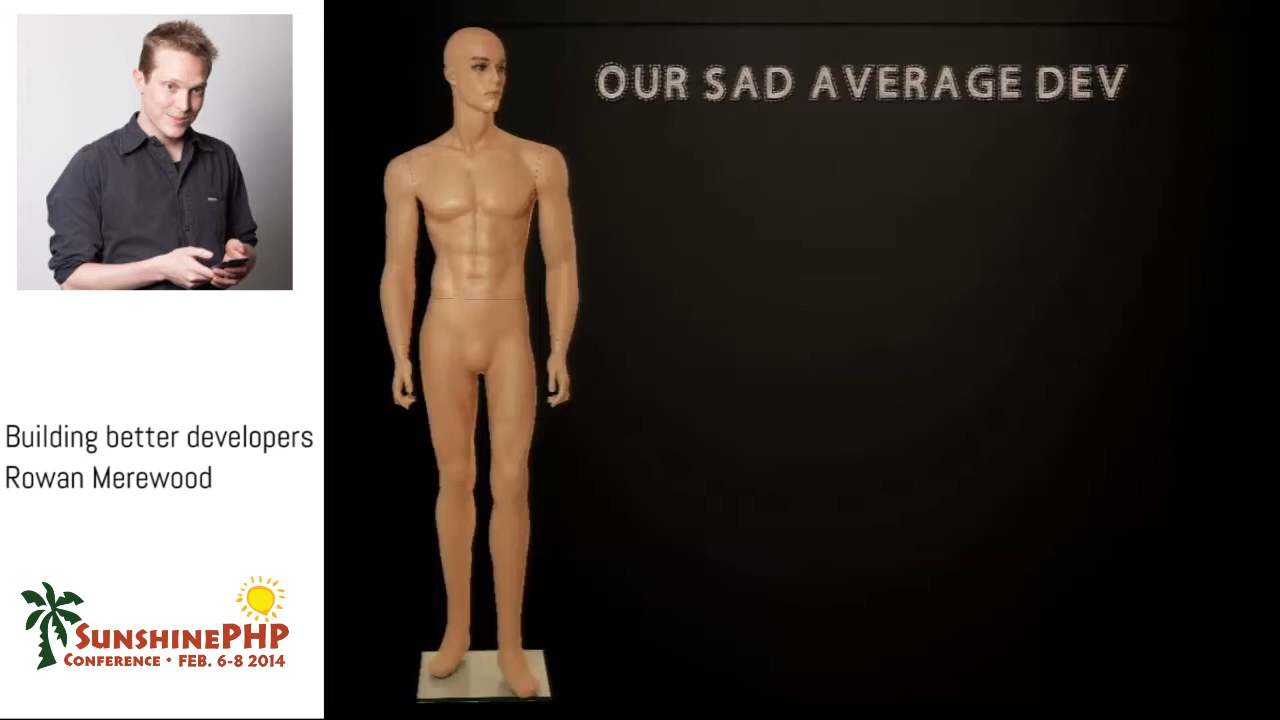 OUR SAD AVERAGE DEV
Building better developers
Rowan Merewood
SUNSHINEPHP
CONFERENCE • FEB. 6-8 2014